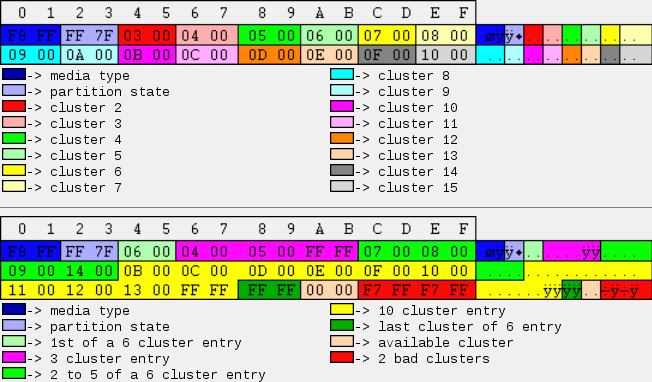 0 1 2 3 4 5 6 7 8 9 A B C D E F
F8 FF FF 7F 03 00 04 00 05 00 06 00 07 00 08 00
09 00 0A 00 0B 00 0C 00 0D 00 0E 00 0F 00 10 00
-> media type
-> partition state
-> cluster 2
-> cluster 3
-> cluster 4
-> cluster 5
-> cluster 6
-> cluster 7
-> cluster 8
-> cluster 9
-> cluster 10
-> cluster 11
-> cluster 12
-> cluster 13
-> cluster 14
-> cluster 15
0 1 2 3 4 5 6 7 8 9 A B C D E F
F8 FF FF 7F 06 00 04 00 05 00 FF FF 07 00 08 00
09 00 14 00 0B 00 0C 00 0D 00 0E 00 0F 00 10 00
11 00 12 00 13 00 FF FF FF FF 00 00 F7 FF F7 FF
-> media type
-> partition state
-> 1st of a 6 cluster entry
-> 3 cluster entry
-> 2 to 5 of a 6 cluster entry
-> 10 cluster entry
-> last cluster of 6 entry
-> available cluster
-> 2 bad clusters